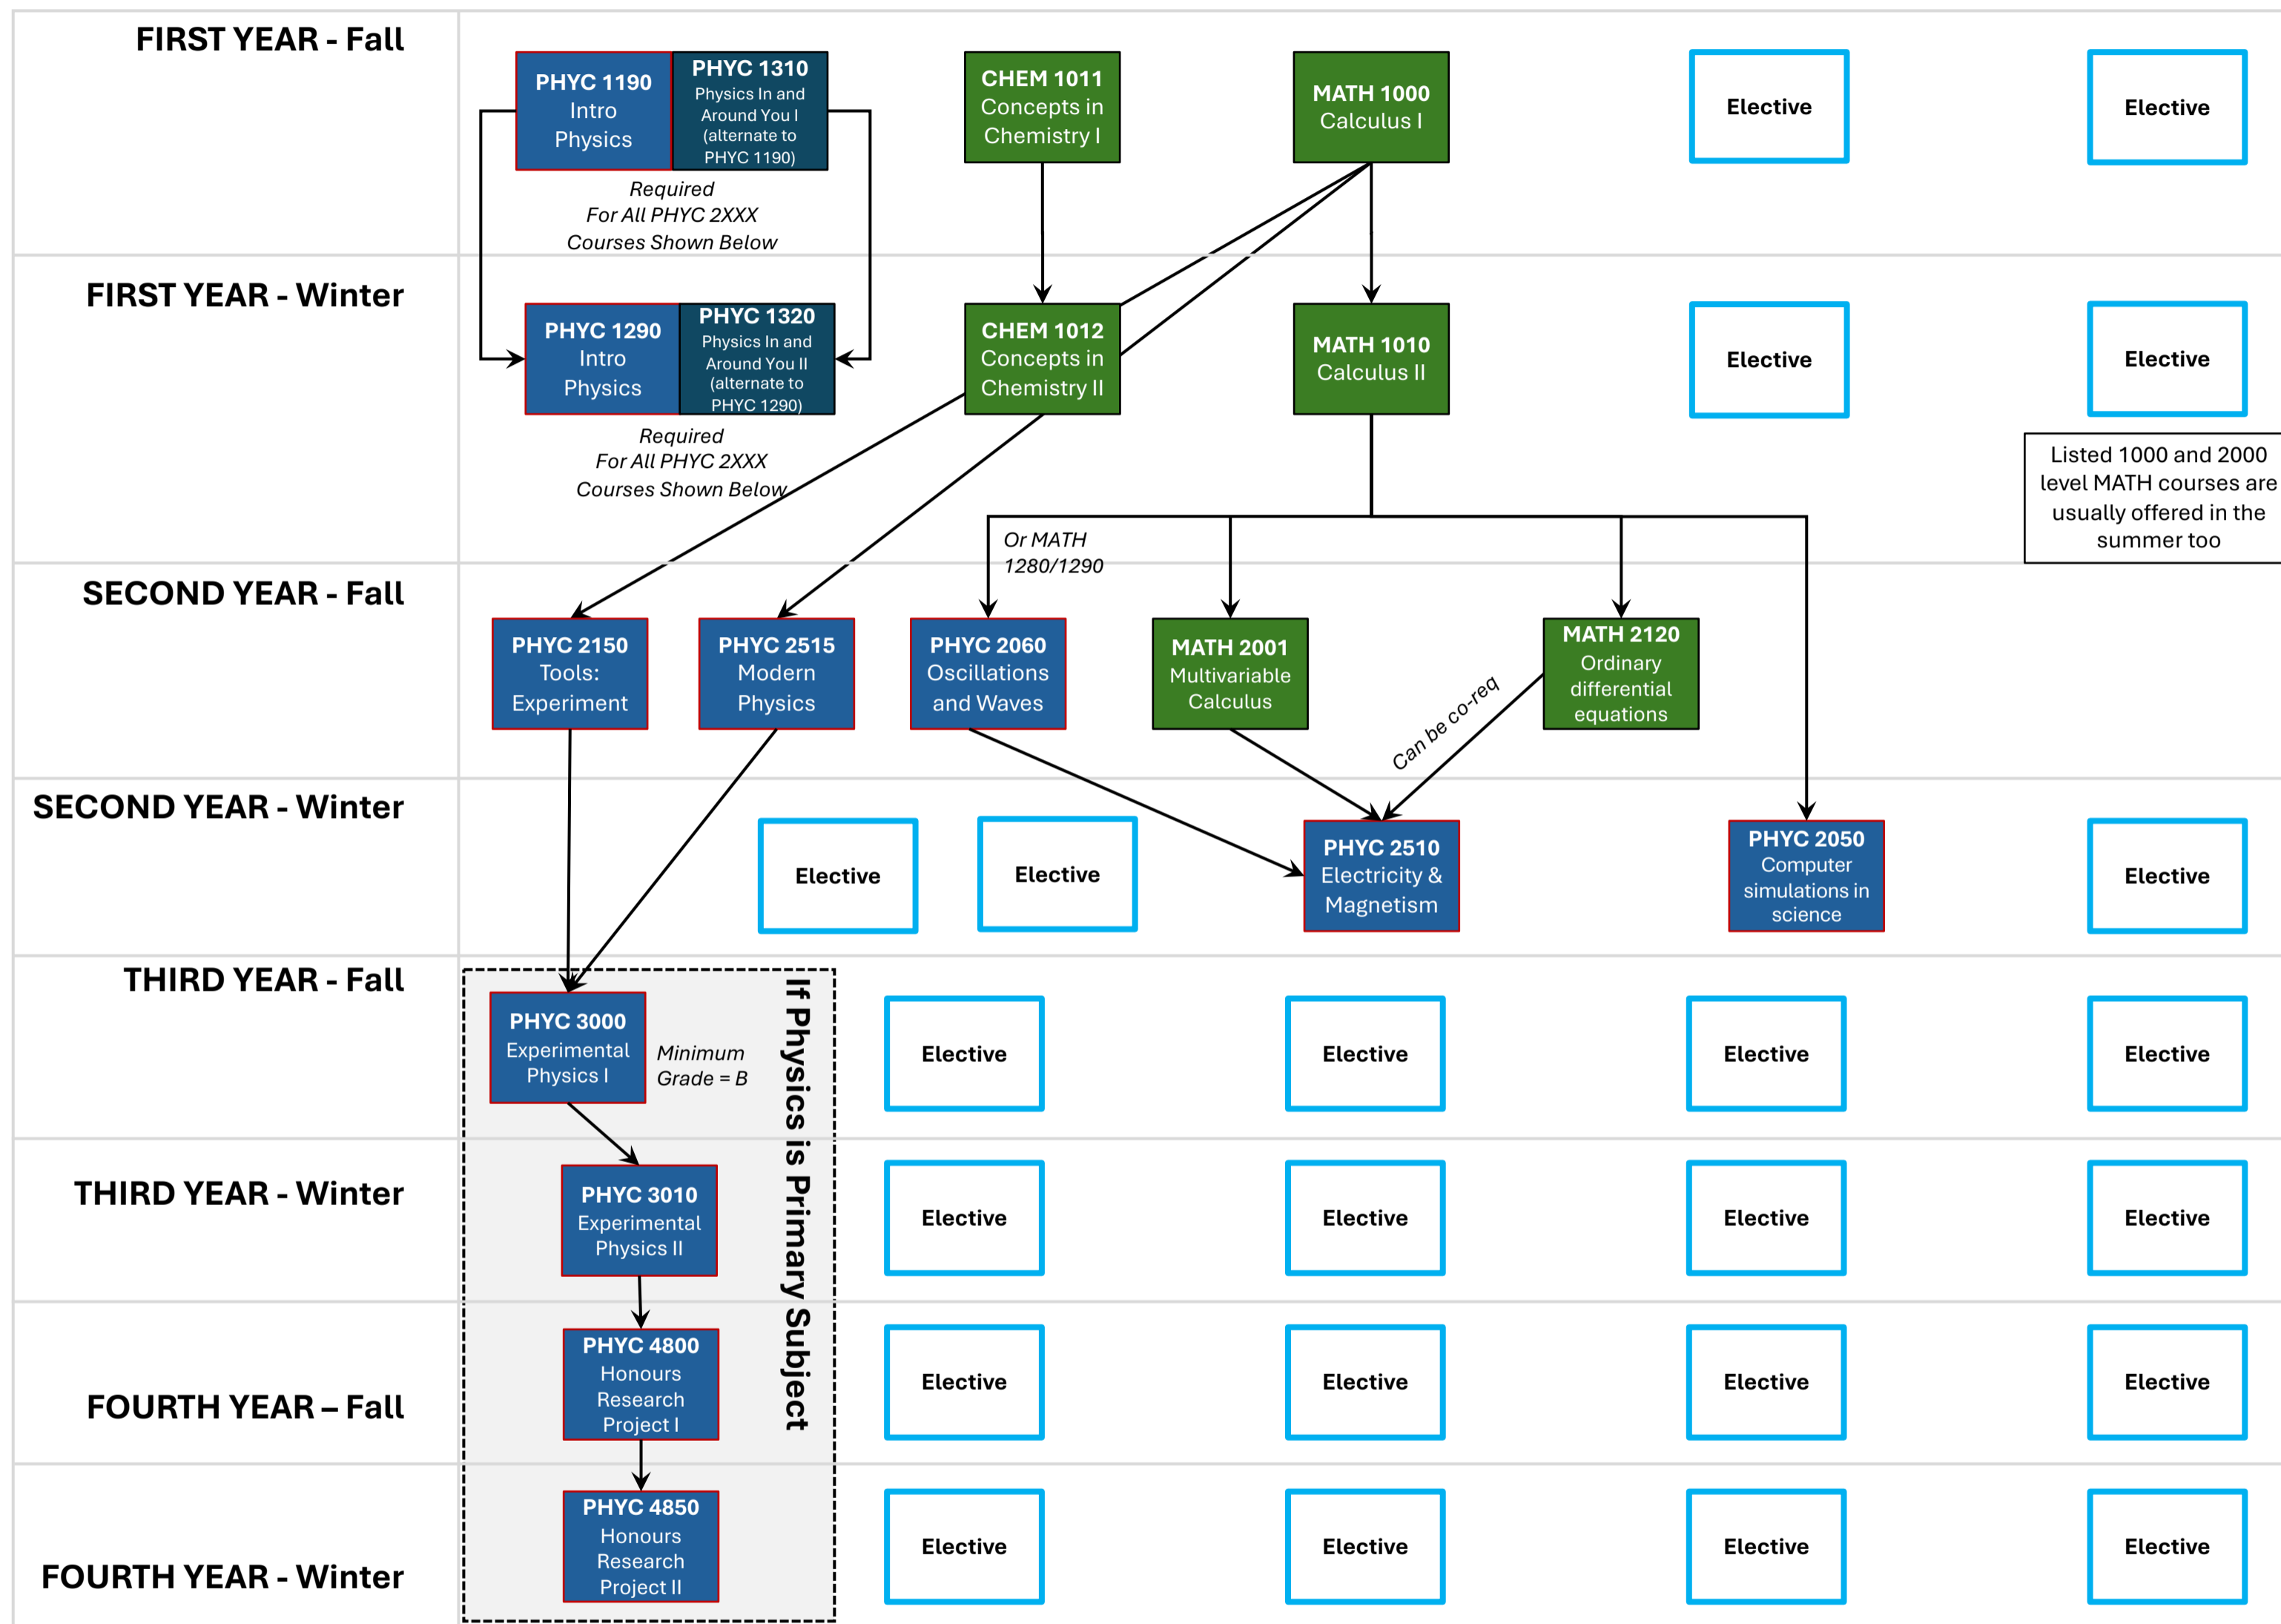 FIRST YEAR - Fall
PHYC 1190
Intro
Physics
PHYC 1310
Physics In and
Around You I
(alternate to
PHYC 1190)
Required
For All PHYC 2XXX
Courses Shown Below
CHEM 1011
Concepts in
Chemistry I
MATH 1000
Calculus I
Elective
Elective
FIRST YEAR - Winter
PHYC 1290
Intro
Physics
PHYC 1320
Physics In and
Around You II
(alternate to
PHYC 1290)
Required
For All PHYC 2XXX
Courses Shown Below
CHEM 1012
Concepts in
Chemistry II
MATH 1010
Calculus II
Elective
Elective
Listed 1000 and 2000
level MATH courses are
usually offered in the
summer too
Or MATH
1280/1290
SECOND YEAR - Fall
PHYC 2150
Tools:
Experiment
PHYC 2515
Modern
Physics
PHYC 2060
Oscillations
and Waves
MATH 2001
Multivariable
Calculus
MATH 2120
Ordinary
differential
equations
Can be co-req
SECOND YEAR - Winter
Elective
Elective
PHYC 2510
Electricity &
Magnetism
PHYC 2050
Computer
simulations in
science
Elective
If Physics is Primary Subject
THIRD YEAR - Fall
PHYC 3000
Experimental
Physics I
Minimum
Grade = B
Elective
Elective
Elective
Elective
THIRD YEAR - Winter
PHYC 3010
Experimental
Physics II
Elective
Elective
Elective
Elective
FOURTH YEAR – Fall
PHYC 4800
Honours
Research
Project I
Elective
Elective
Elective
Elective
FOURTH YEAR - Winter
PHYC 4850
Honours
Research
Project II
Elective
Elective
Elective
Elective